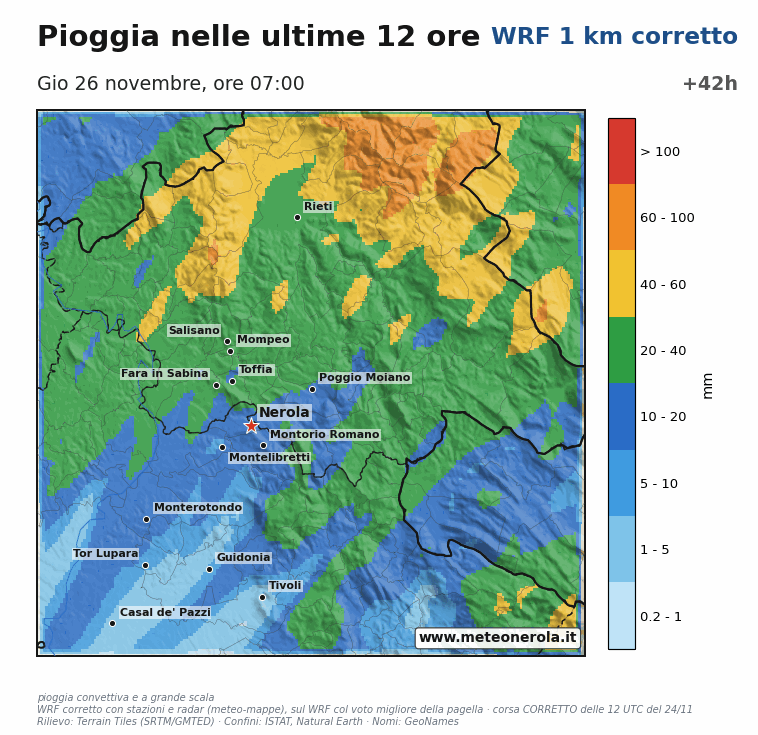 Pioggia nelle ultime 12 ore WRF 1 km corretto
Gio 26 novembre, ore 07:00 +42h
Rieti
Salisano
Mompeo
Fara in Sabina
Toffia
Poggio Moiano
Nerola
Montorio Romano
Montelibretti
Monterotondo
Tor Lupara
Guidonia
Tivoli
Casal de' Pazzi
www.meteonerola.it
> 100
60 - 100
40 - 60
20 - 40
10 - 20
5 - 10
1 - 5
0.2 - 1
mm
pioggia convettiva e a grande scala
WRF corretto con stazioni e radar (meteo-mappe), sul WRF col voto migliore della pagella · corsa CORRETTO delle 12 UTC del 24/11
Rilievo: Terrain Tiles (SRTM/GMTED) · Confini: ISTAT, Natural Earth · Nomi: GeoNames